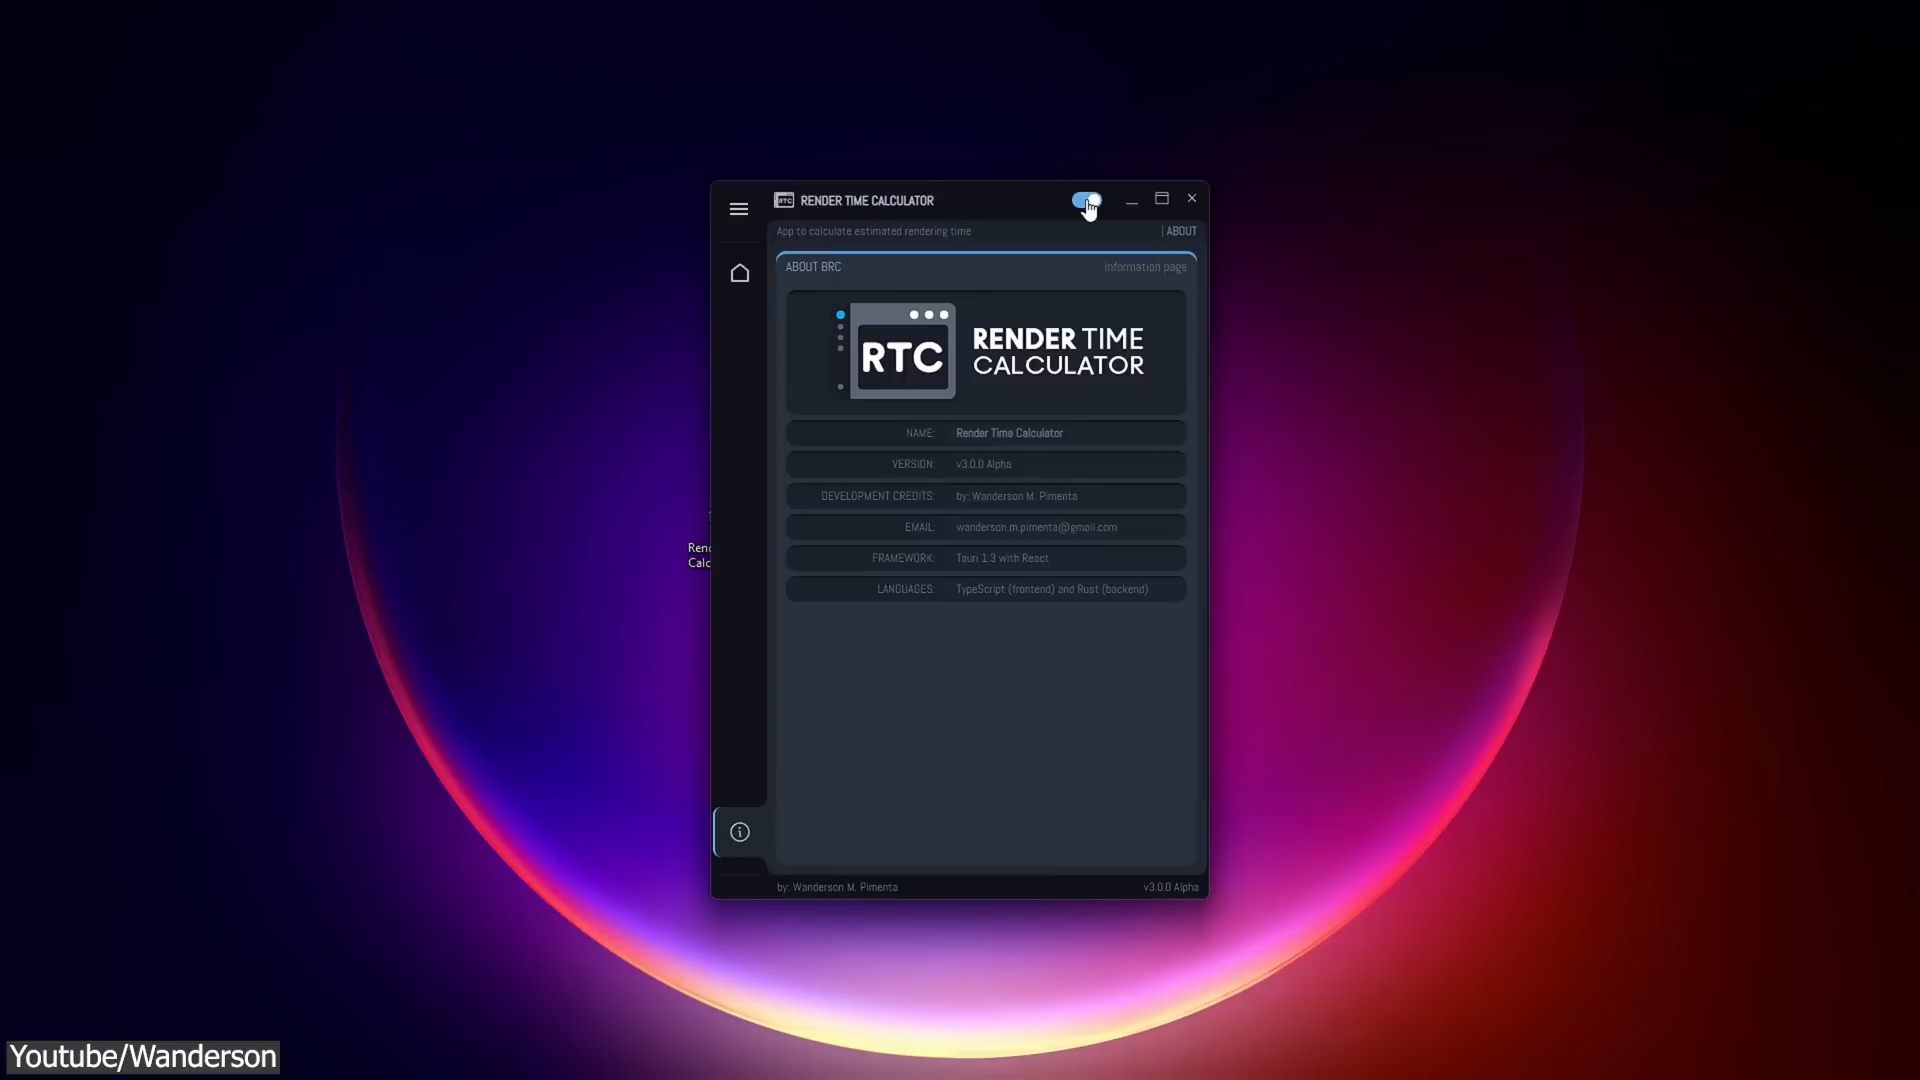 RTC RENDER TIME CALCULATOR
App to calculate estimated rendering time | ABOUT
ABOUT BRC Information page
RTC
RENDER TIME
CALCULATOR
NAME: Render Time Calculator
VERSION: v3.0.0 Alpha
DEVELOPMENT CREDITS: by: Wanderson M. Pimenta
EMAIL: wanderson.m.pimenta@gmail.com
FRAMEWORK: Tauri 1.3 with React
LANGUAGES: TypeScript (frontend) and Rust (backend)
by: Wanderson M. Pimenta v3.0.0 Alpha
Youtube/Wanderson